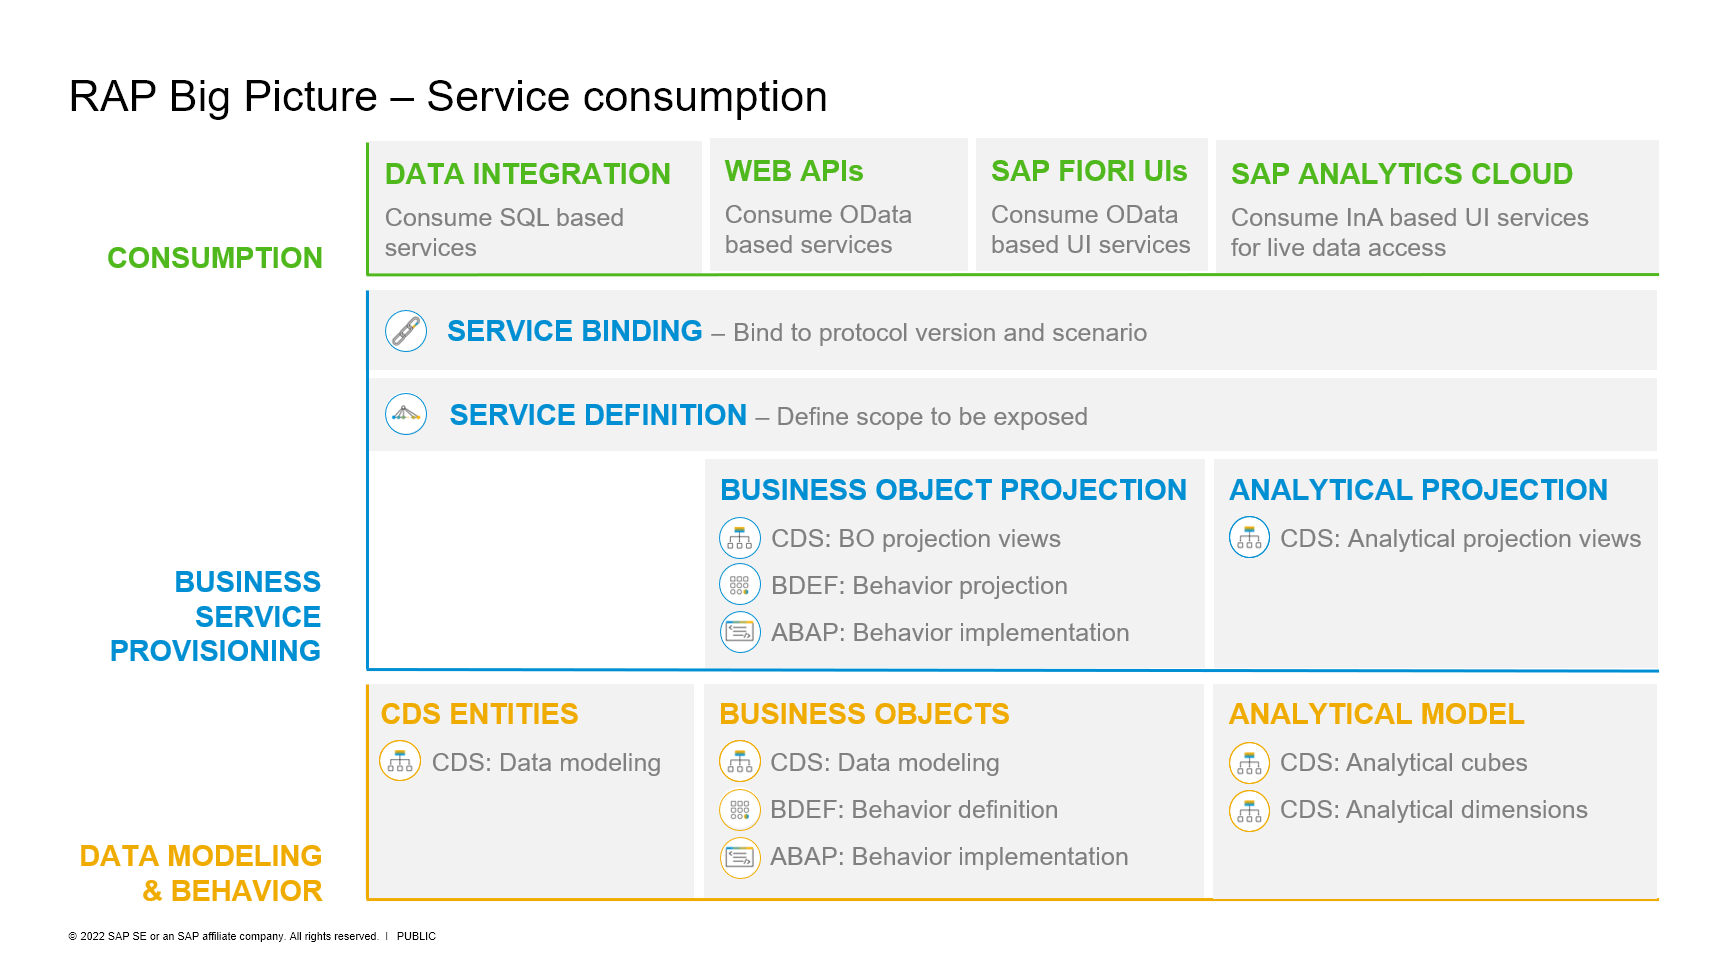 RAP Big Picture – Service consumption
CONSUMPTION
DATA INTEGRATION
Consume SQL based
services
WEB APIs
Consume OData
based services
SAP FIORI UIs
Consume OData
based UI services
SAP ANALYTICS CLOUD
Consume InA based UI services
for live data access
BUSINESS
SERVICE
PROVISIONING
SERVICE BINDING – Bind to protocol version and scenario
SERVICE DEFINITION – Define scope to be exposed
BUSINESS OBJECT PROJECTION
CDS: BO projection views
BDEF: Behavior projection
ABAP: Behavior implementation
ANALYTICAL PROJECTION
CDS: Analytical projection views
DATA MODELING
& BEHAVIOR
CDS ENTITIES
CDS: Data modeling
BUSINESS OBJECTS
CDS: Data modeling
BDEF: Behavior definition
ABAP: Behavior implementation
ANALYTICAL MODEL
CDS: Analytical cubes
CDS: Analytical dimensions
© 2022 SAP SE or an SAP affiliate company. All rights reserved. | PUBLIC